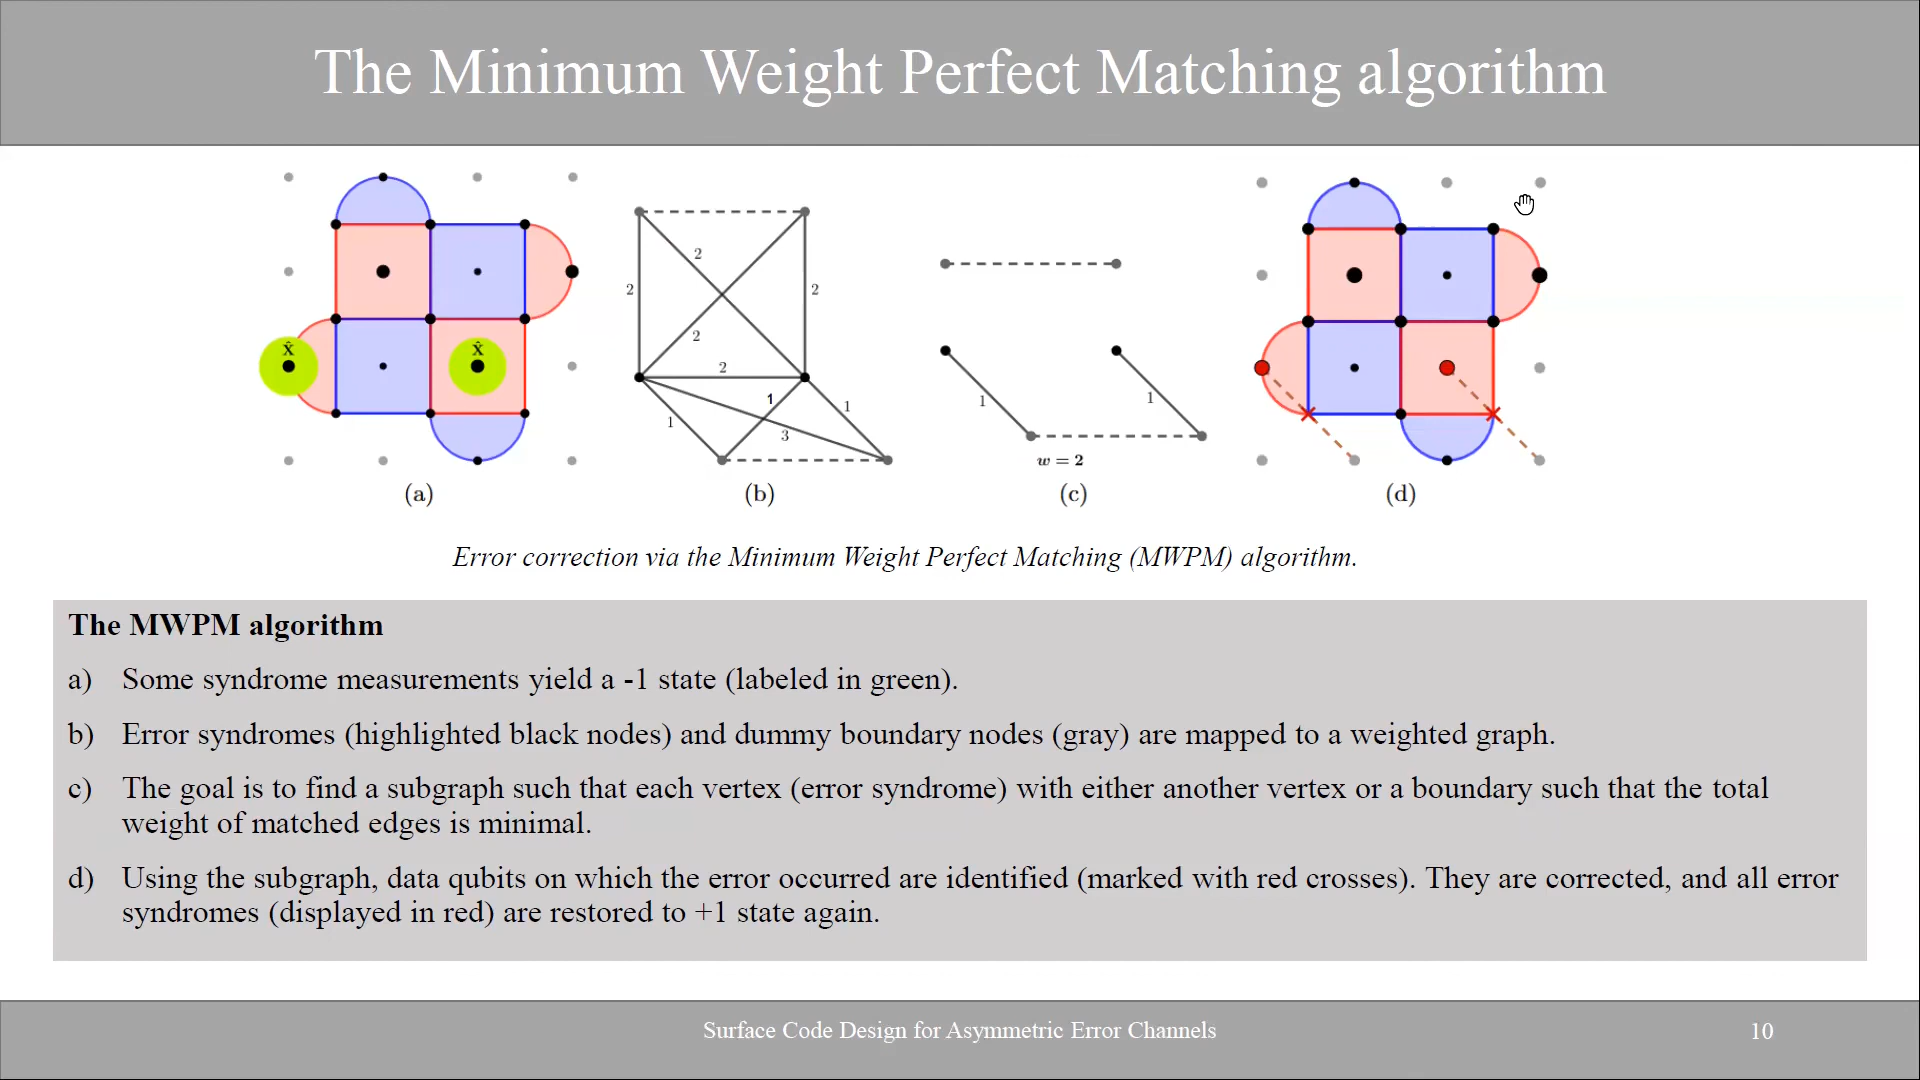 The Minimum Weight Perfect Matching algorithm
X̂ X̂
(a)
2
2 2
2
2
1
1 1
3
(b)
1 1
w = 2
(c)
(d)
Error correction via the Minimum Weight Perfect Matching (MWPM) algorithm.
The MWPM algorithm
a) Some syndrome measurements yield a -1 state (labeled in green).
b) Error syndromes (highlighted black nodes) and dummy boundary nodes (gray) are mapped to a weighted graph.
c) The goal is to find a subgraph such that each vertex (error syndrome) with either another vertex or a boundary such that the total
weight of matched edges is minimal.
d) Using the subgraph, data qubits on which the error occurred are identified (marked with red crosses). They are corrected, and all error
syndromes (displayed in red) are restored to +1 state again.
Surface Code Design for Asymmetric Error Channels
10